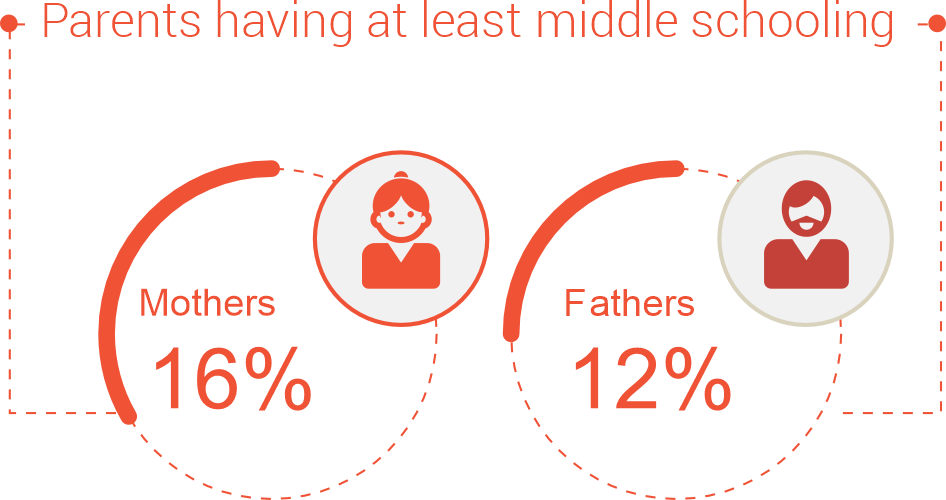 Parents having at least middle schooling
Mothers
16%
Fathers
12%